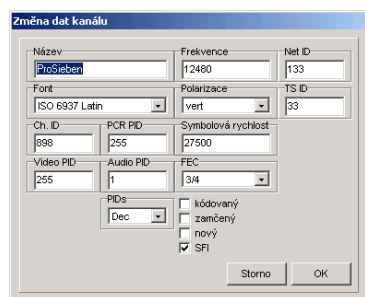 Změna dat kanálu
Název Frekvence Net ID
ProSieben 12480 133
Font Polarizace TS ID
ISO 6937 Latin vert 33
Ch. ID PCR PID Symbolová rychlost
898 255 27500
Video PID Audio PID FEC
255 1 3/4
PIDs
Dec
kódovaný
zamčený
nový
SFI
Storno OK